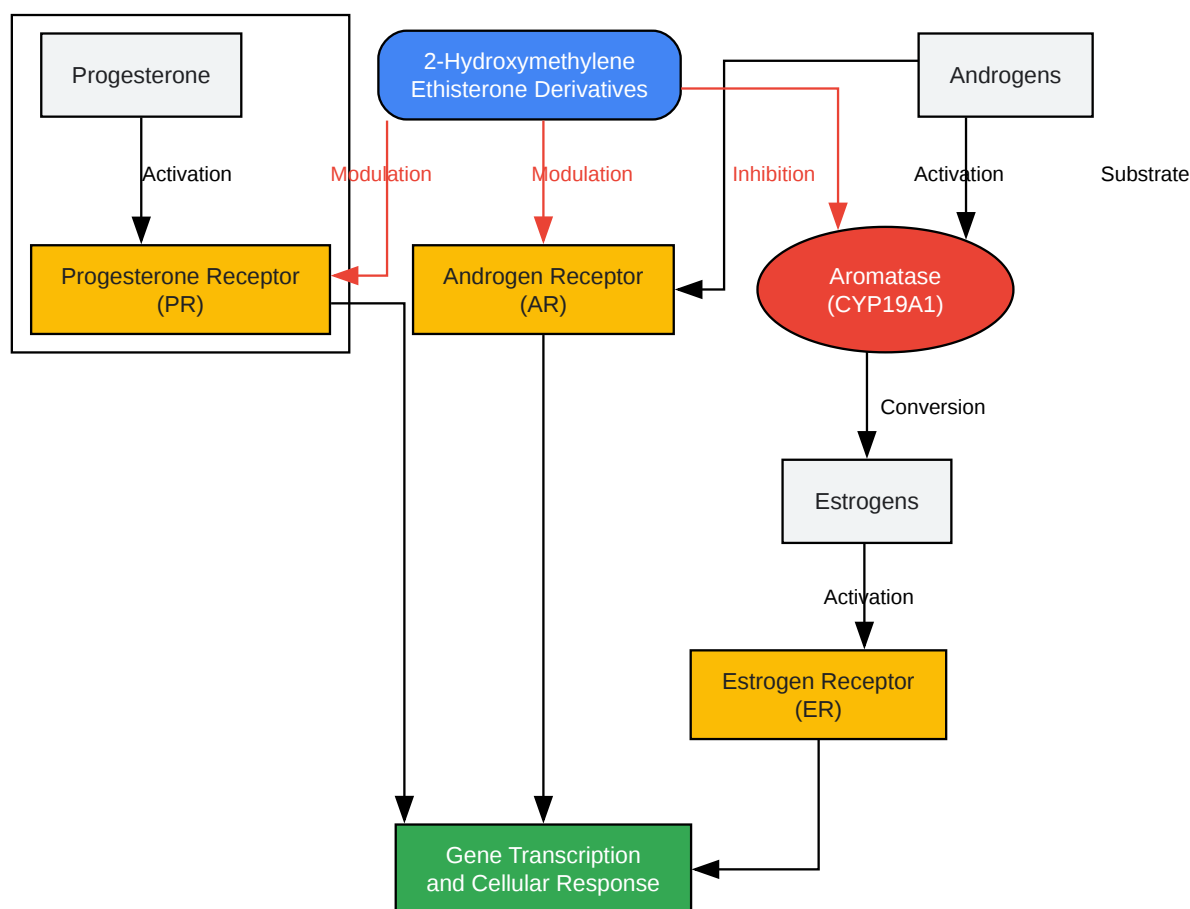 Progesterone
2-Hydroxymethylene
Ethisterone Derivatives
Androgens
Activation
Modulation
Modulation
Inhibition
Activation
Substrate
Progesterone Receptor
(PR)
Androgen Receptor
(AR)
Aromatase
(CYP19A1)
Conversion
Estrogens
Activation
Estrogen Receptor
(ER)
Gene Transcription
and Cellular Response